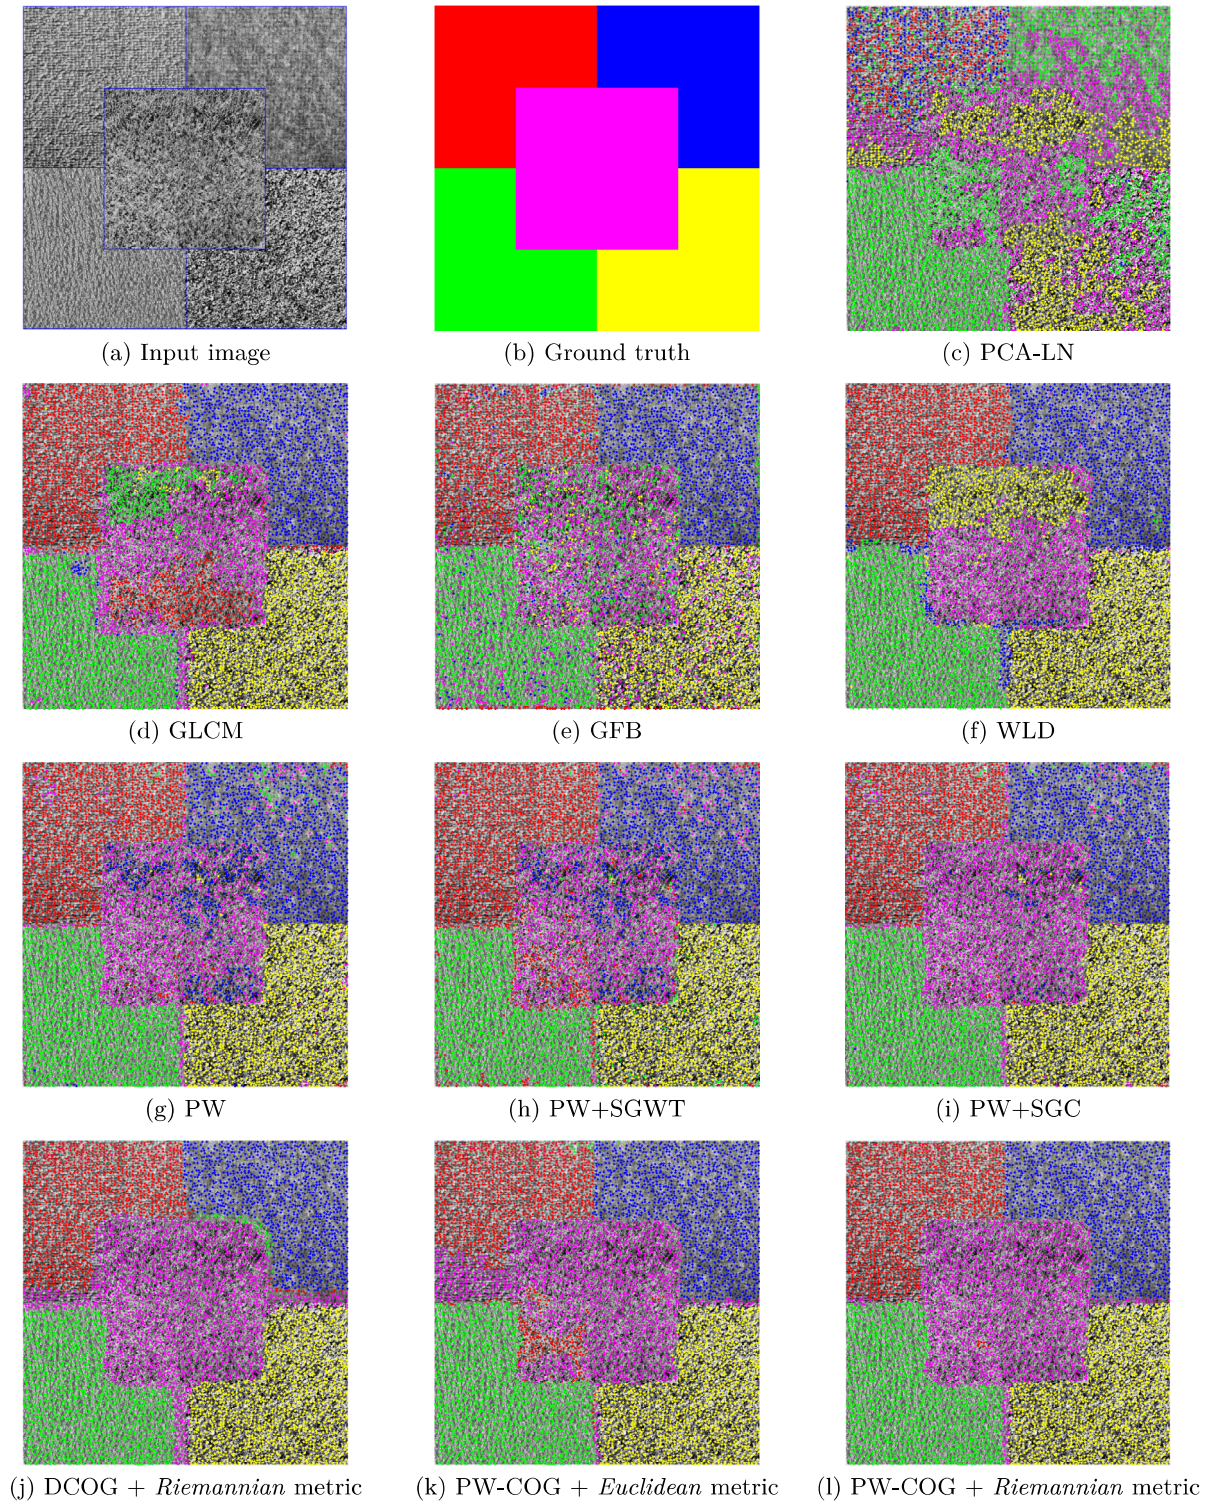 (a) Input image
(b) Ground truth
(c) PCA-LN
(d) GLCM
(e) GFB
(f) WLD
(g) PW
(h) PW+SGWT
(i) PW+SGC
(j) DCOG + Riemannian metric
(k) PW-COG + Euclidean metric
(l) PW-COG + Riemannian metric